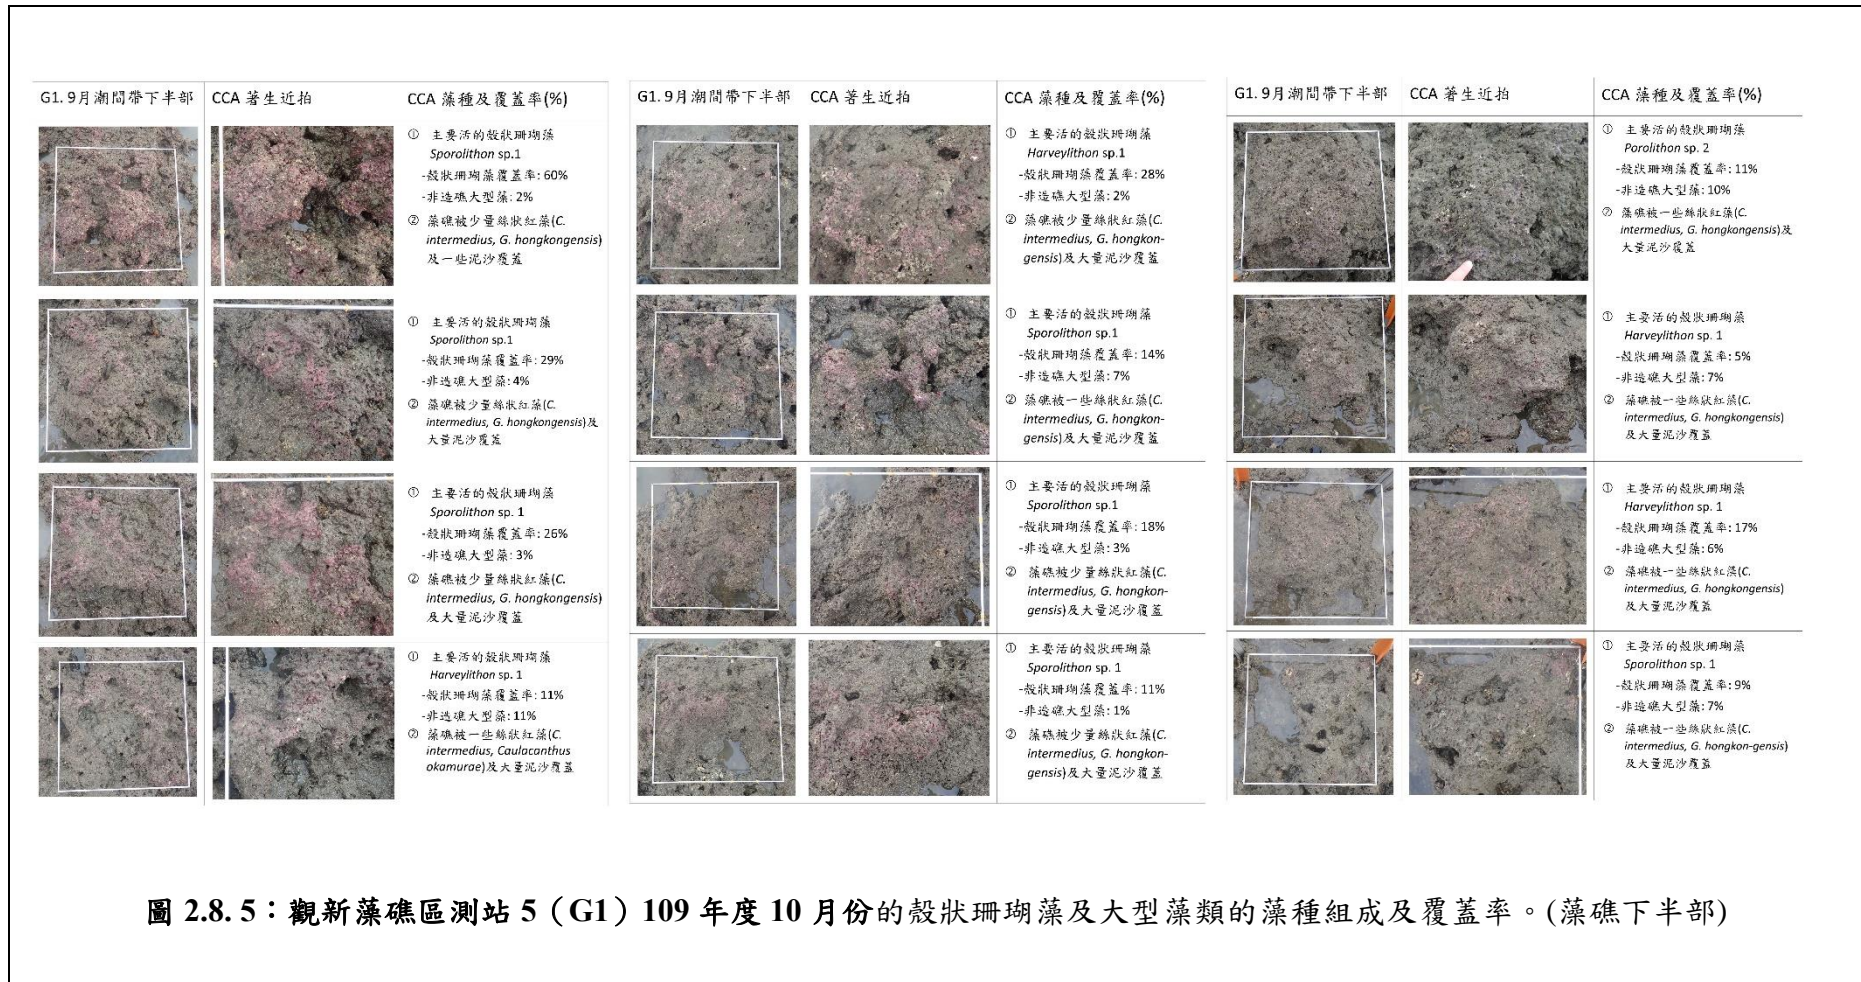 G1. 9月潮間帶下半部
CCA 著生近拍
CCA 藻種及覆蓋率(%)
① 主要活的殼狀珊瑚藻
Sporolithon sp.1
-殼狀珊瑚藻覆蓋率: 60%
-非造礁大型藻: 2%
② 藻礁被少量絲狀紅藻(C.
intermedius, G. hongkongensis)
及一些泥沙覆蓋
① 主要活的殼狀珊瑚藻
Sporolithon sp.1
-殼狀珊瑚藻覆蓋率: 29%
-非造礁大型藻: 4%
② 藻礁被少量絲狀紅藻(C.
intermedius, G. hongkongensis)及
大量泥沙覆蓋
① 主要活的殼狀珊瑚藻
Sporolithon sp. 1
-殼狀珊瑚藻覆蓋率: 26%
-非造礁大型藻: 3%
② 藻礁被少量絲狀紅藻(C.
intermedius, G. hongkongensis)
及大量泥沙覆蓋
① 主要活的殼狀珊瑚藻
Harveylithon sp. 1
-殼狀珊瑚藻覆蓋率: 11%
-非造礁大型藻: 11%
② 藻礁被一些絲狀紅藻(C.
intermedius, Caulacanthus
okamurae)及大量泥沙覆蓋
G1. 9月潮間帶下半部
CCA 著生近拍
CCA 藻種及覆蓋率(%)
① 主要活的殼狀珊瑚藻
Harveylithon sp.1
-殼狀珊瑚藻覆蓋率: 28%
-非造礁大型藻: 2%
② 藻礁被少量絲狀紅藻(C.
intermedius, G. hongkon-
gensis)及大量泥沙覆蓋
① 主要活的殼狀珊瑚藻
Sporolithon sp.1
-殼狀珊瑚藻覆蓋率: 14%
-非造礁大型藻: 7%
② 藻礁被一些絲狀紅藻(C.
intermedius, G. hongkon-
gensis)及大量泥沙覆蓋
① 主要活的殼狀珊瑚藻
Sporolithon sp.1
-殼狀珊瑚藻覆蓋率: 18%
-非造礁大型藻: 3%
② 藻礁被少量絲狀紅藻(C.
intermedius, G. hongkon-
gensis)及大量泥沙覆蓋
① 主要活的殼狀珊瑚藻
Sporolithon sp. 1
-殼狀珊瑚藻覆蓋率: 11%
-非造礁大型藻: 1%
② 藻礁被少量絲狀紅藻(C.
intermedius, G. hongkon-
gensis)及大量泥沙覆蓋
G1. 9月潮間帶下半部
CCA 著生近拍
CCA 藻種及覆蓋率(%)
① 主要活的殼狀珊瑚藻
Porolithon sp. 2
-殼狀珊瑚藻覆蓋率: 11%
-非造礁大型藻: 10%
② 藻礁被一些絲狀紅藻(C.
intermedius, G. hongkongensis)及
大量泥沙覆蓋
① 主要活的殼狀珊瑚藻
Harveylithon sp. 1
-殼狀珊瑚藻覆蓋率: 5%
-非造礁大型藻: 7%
② 藻礁被一些絲狀紅藻(C.
intermedius, G. hongkongensis)
及大量泥沙覆蓋
① 主要活的殼狀珊瑚藻
Harveylithon sp. 1
-殼狀珊瑚藻覆蓋率: 17%
-非造礁大型藻: 6%
② 藻礁被一些絲狀紅藻(C.
intermedius, G. hongkongensis)
及大量泥沙覆蓋
① 主要活的殼狀珊瑚藻
Sporolithon sp. 1
-殼狀珊瑚藻覆蓋率: 9%
-非造礁大型藻: 7%
② 藻礁被一些絲狀紅藻(C.
intermedius, G. hongkon-gensis)
及大量泥沙覆蓋
圖 2.8. 5：觀新藻礁區測站 5（G1）109 年度 10 月份的殼狀珊瑚藻及大型藻類的藻種組成及覆蓋率。(藻礁下半部)